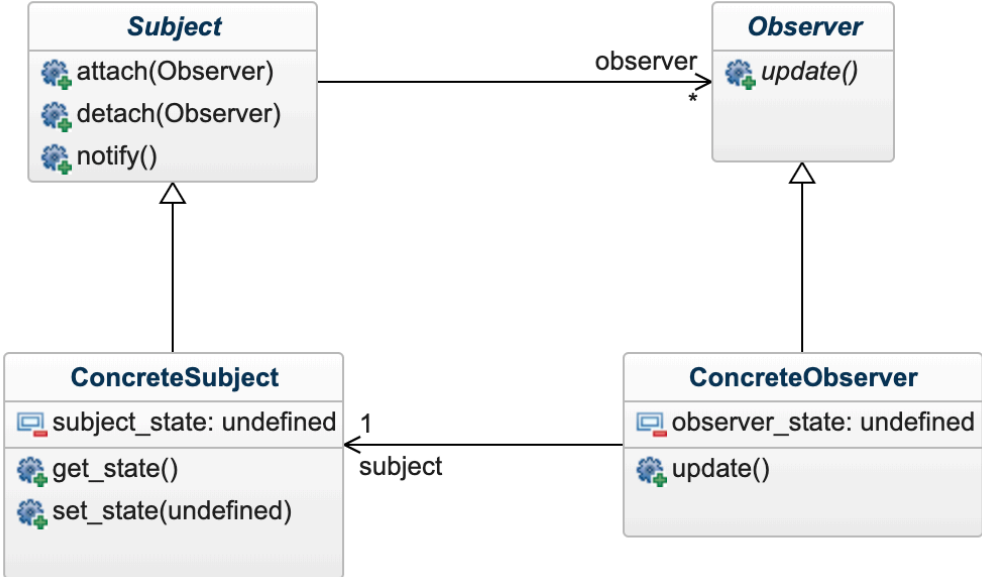 Subject
attach(Observer)
detach(Observer)
notify()
observer
*
Observer
update()
ConcreteSubject
subject_state: undefined
get_state()
set_state(undefined)
1
subject
ConcreteObserver
observer_state: undefined
update()